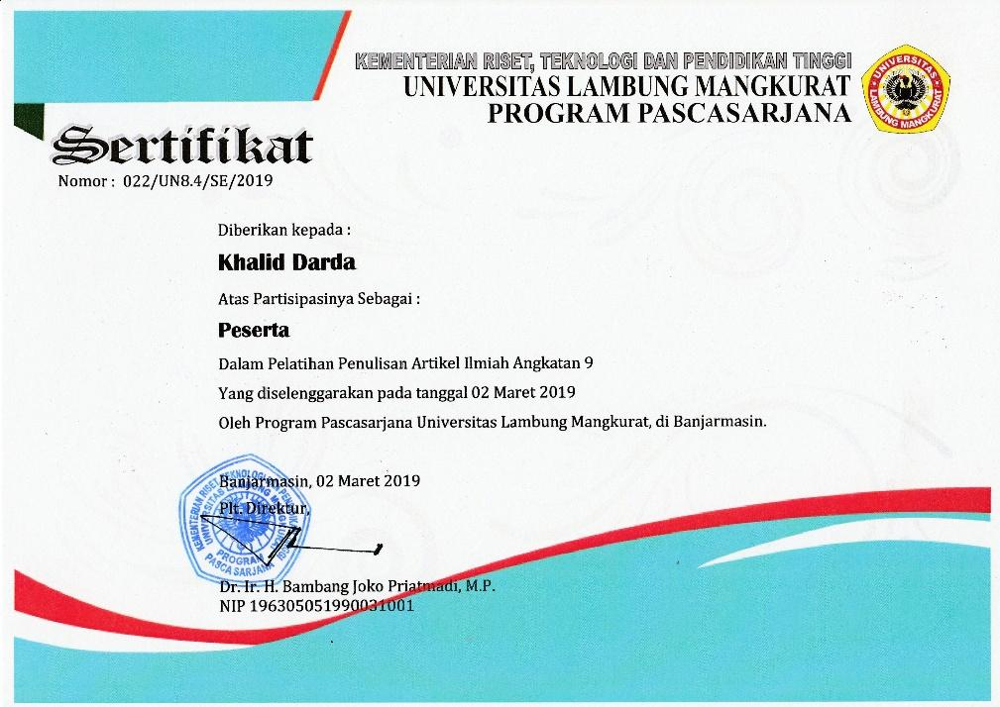 KEMENTERIAN RISET, TEKNOLOGI DAN PENDIDIKAN TINGGI
UNIVERSITAS LAMBUNG MANGKURAT
PROGRAM PASCASARJANA
UNIVERSITAS
LAMBUNG MANGKURAT
Sertifikat
Nomor : 022/UN8.4/SE/2019
Diberikan kepada :
Khalid Darda
Atas Partisipasinya Sebagai :
Peserta
Dalam Pelatihan Penulisan Artikel Ilmiah Angkatan 9
Yang diselenggarakan pada tanggal 02 Maret 2019
Oleh Program Pascasarjana Universitas Lambung Mangkurat, di Banjarmasin.
Banjarmasin, 02 Maret 2019
Plt. Direktur,
KEMENTERIAN RISET TEKNOLOGI
UNIVERSITAS LAMBUNG
PROGRAM
PASCA SARJANA
Dr. Ir. H. Bambang Joko Priatmadi, M.P.
NIP 196305051990031001